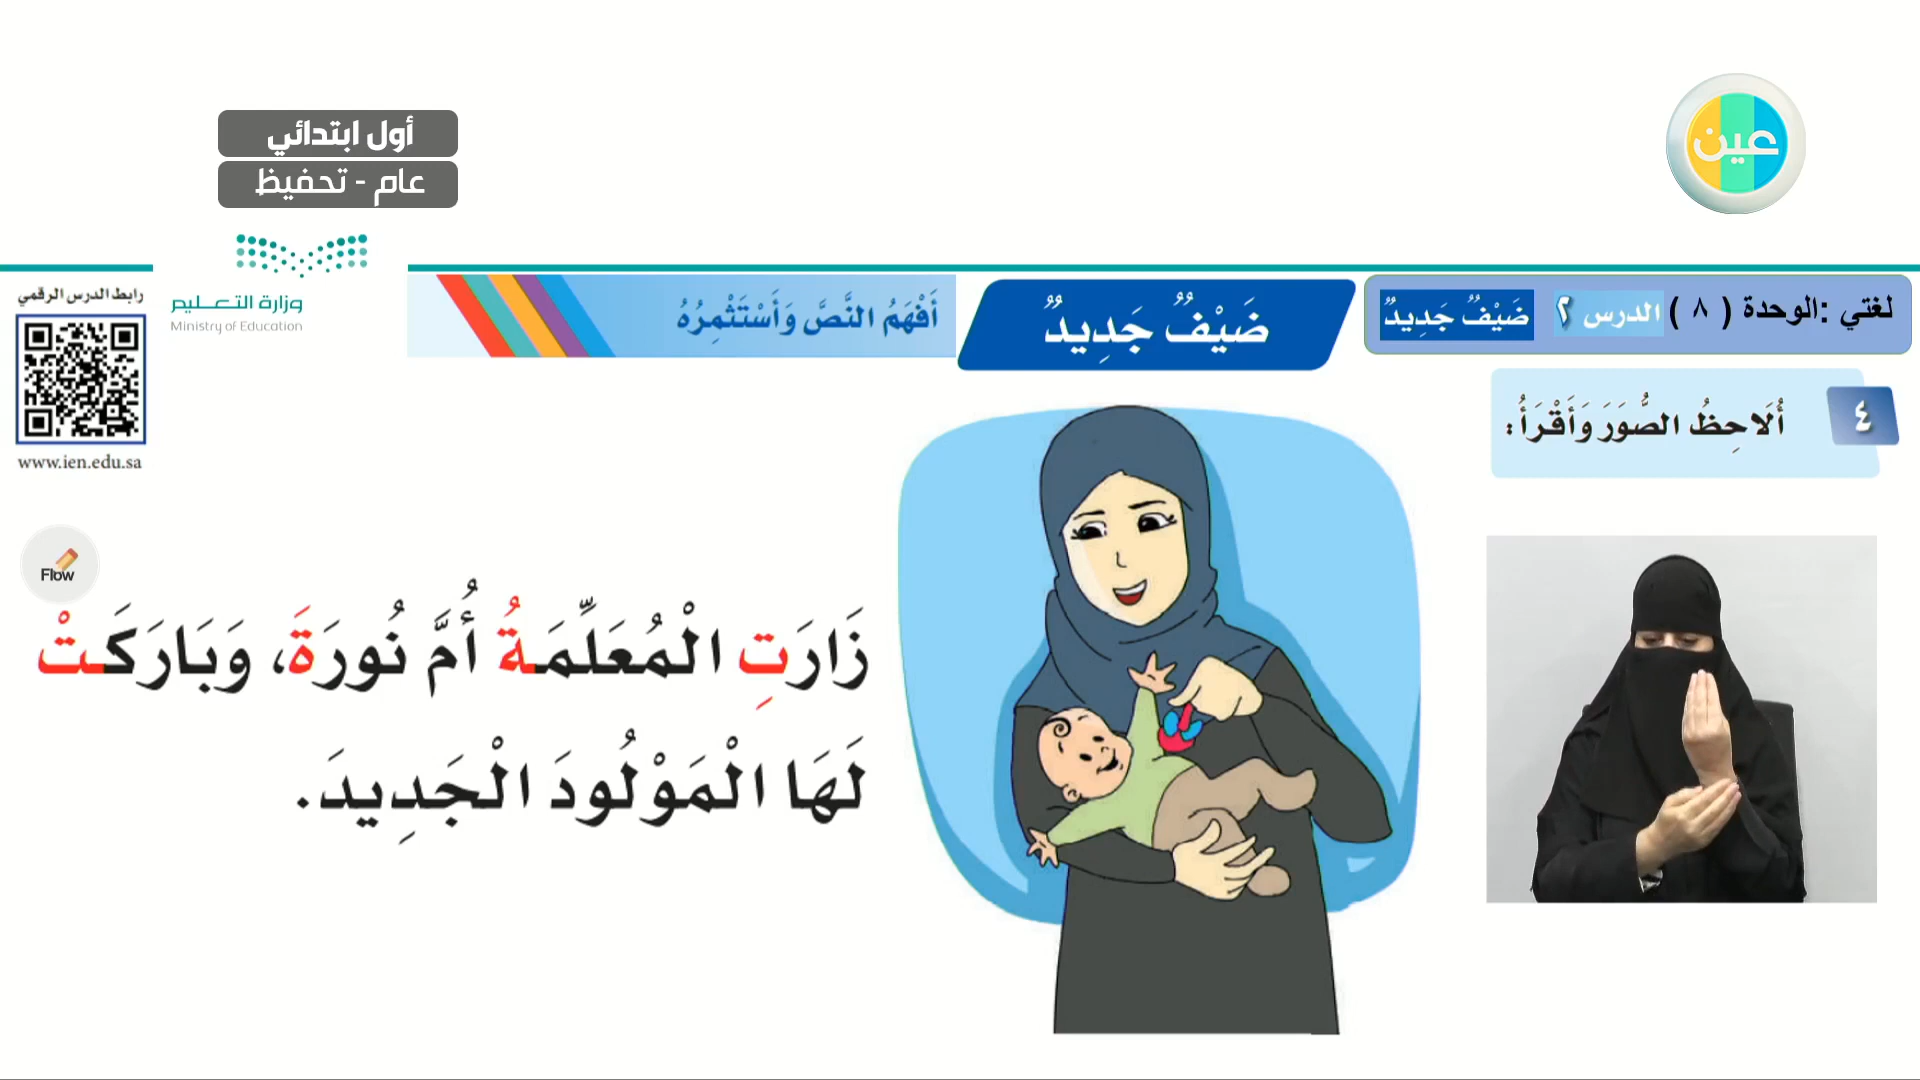 أول ابتدائي
عام - تحفيظ
عين
وزارة التعـليم
Ministry of Education
رابط الدرس الرقمي
www.ien.edu.sa
لغتي :الوحدة ( ٨ ) الدرس ٢ ضَيْفٌ جَدِيدٌ
ضَيْفٌ جَدِيدٌ
أَفْهَمُ النَّصَّ وَأَسْتَثْمِرُهُ
٤ أُلَاحِظُ الصُّوَرَ وَأَقْرَأُ :
Flow
زَارَتِ الْمُعَلِّمَةُ أُمَّ نُورَةَ، وَبَارَكَتْ
لَهَا الْمَوْلُودَ الْجَدِيدَ.